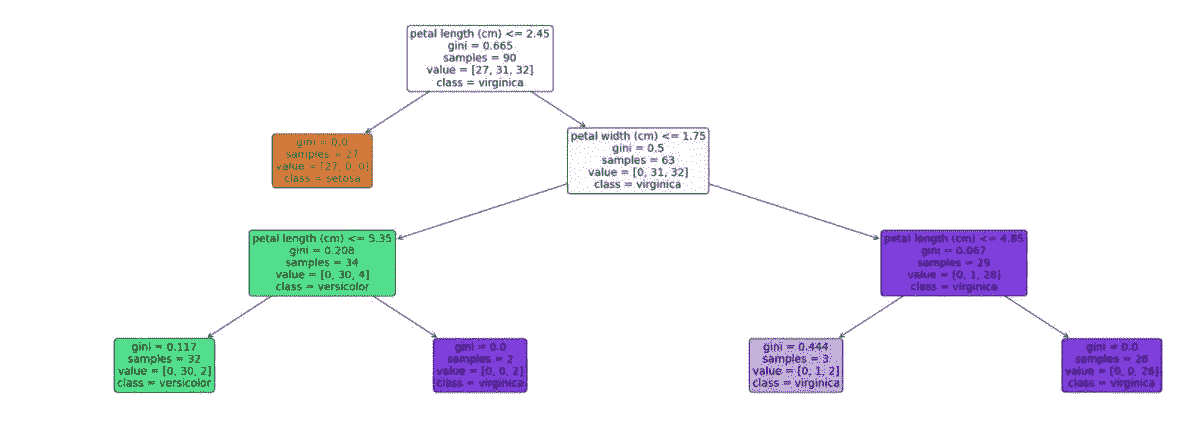 petal length (cm) <= 2.45
gini = 0.665
samples = 90
value = [27, 31, 32]
class = virginica
gini = 0.0
samples = 27
value = [27, 0, 0]
class = setosa
petal width (cm) <= 1.75
gini = 0.5
samples = 63
value = [0, 31, 32]
class = virginica
petal length (cm) <= 5.35
gini = 0.208
samples = 34
value = [0, 30, 4]
class = versicolor
petal length (cm) <= 4.85
gini = 0.067
samples = 29
value = [0, 1, 28]
class = virginica
gini = 0.117
samples = 32
value = [0, 30, 2]
class = versicolor
gini = 0.0
samples = 2
value = [0, 0, 2]
class = virginica
gini = 0.444
samples = 3
value = [0, 1, 2]
class = virginica
gini = 0.0
samples = 26
value = [0, 0, 26]
class = virginica